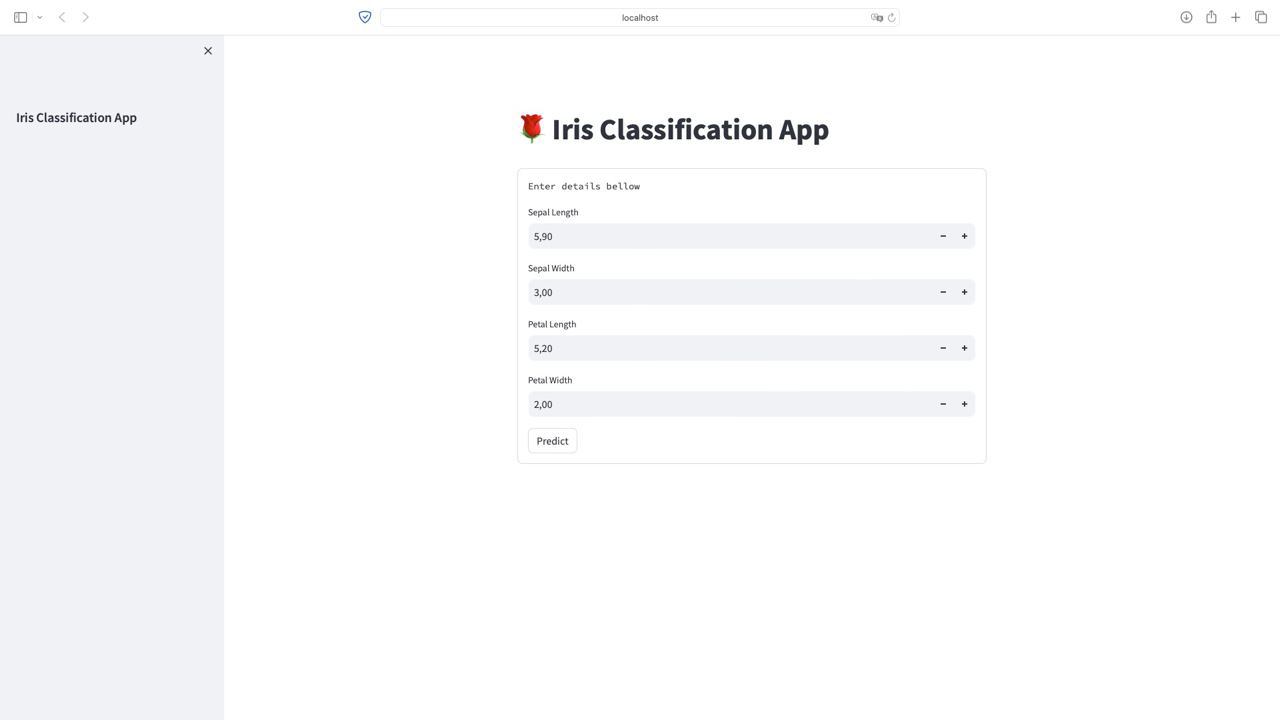 localhost
Iris Classification App
Iris Classification App
Enter details bellow
Sepal Length
5,90
Sepal Width
3,00
Petal Length
5,20
Petal Width
2,00
Predict